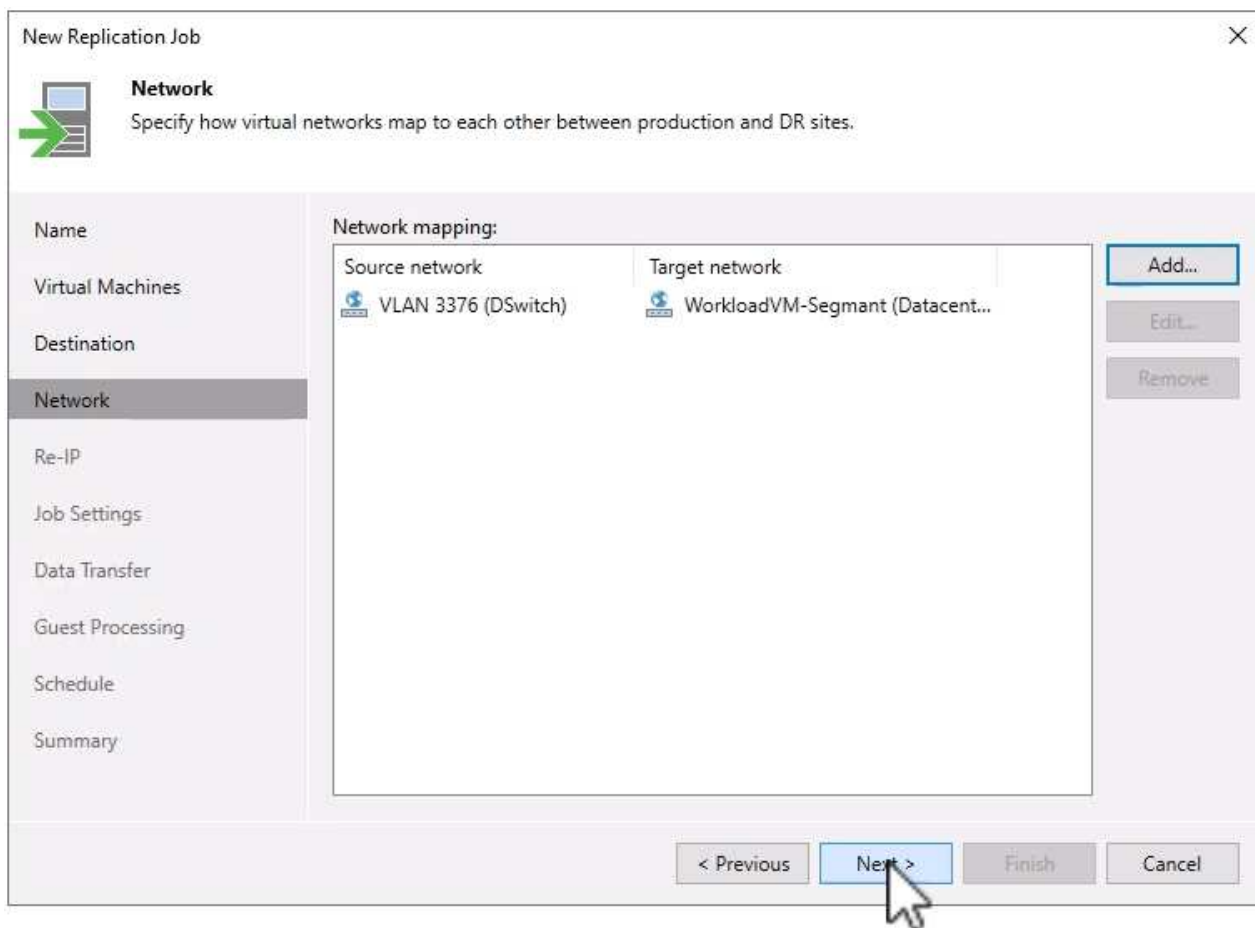 New Replication Job
Network
Specify how virtual networks map to each other between production and DR sites.
Name
Virtual Machines
Destination
Network
Re-IP
Job Settings
Data Transfer
Guest Processing
Schedule
Summary
Network mapping:
Source network Target network
VLAN 3376 (DSwitch) WorkloadVM-Segmant (Datacent...
Add...
Edit...
Remove
< Previous Next > Finish Cancel